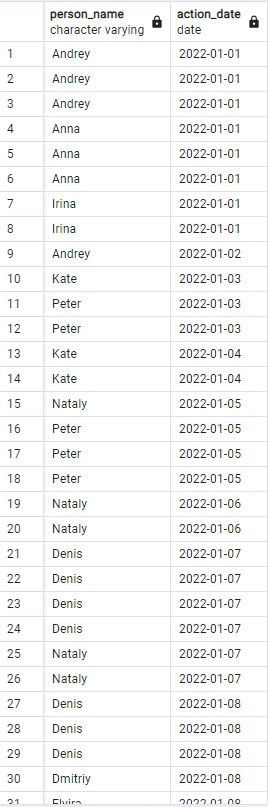 person_name action_date
character varying date
1 Andrey 2022-01-01
2 Andrey 2022-01-01
3 Andrey 2022-01-01
4 Anna 2022-01-01
5 Anna 2022-01-01
6 Anna 2022-01-01
7 Irina 2022-01-01
8 Irina 2022-01-01
9 Andrey 2022-01-02
10 Kate 2022-01-03
11 Peter 2022-01-03
12 Peter 2022-01-03
13 Kate 2022-01-04
14 Kate 2022-01-04
15 Nataly 2022-01-05
16 Peter 2022-01-05
17 Peter 2022-01-05
18 Peter 2022-01-05
19 Nataly 2022-01-06
20 Nataly 2022-01-06
21 Denis 2022-01-07
22 Denis 2022-01-07
23 Denis 2022-01-07
24 Denis 2022-01-07
25 Nataly 2022-01-07
26 Nataly 2022-01-07
27 Denis 2022-01-08
28 Denis 2022-01-08
29 Denis 2022-01-08
30 Dmitriy 2022-01-08
31 Elvira 2022-01-08